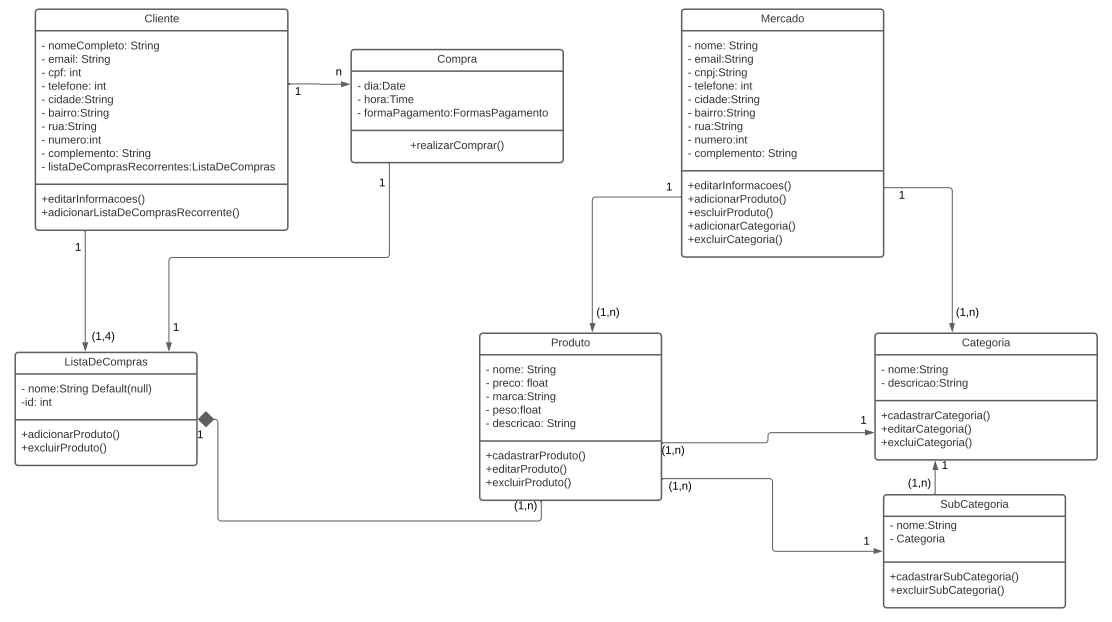 Cliente
- nomeCompleto: String
- email: String
- cpf: int
- telefone: int
- cidade:String
- bairro:String
- rua:String
- numero:int
- complemento: String
- listaDeComprasRecorrentes:ListaDeCompras
+editarInformacoes()
+adicionarListaDeComprasRecorrente()
1
n
Compra
- dia:Date
- hora:Time
- formaPagamento:FormasPagamento
+realizarComprar()
Mercado
- nome: String
- email:String
- cnpj:String
- telefone: int
- cidade:String
- bairro:String
- rua:String
- numero:int
- complemento: String
+editarInformacoes()
+adicionarProduto()
+escluirProduto()
+adicionarCategoria()
+excluirCategoria()
1
1
1
1
(1,4)
1
(1,n)
(1,n)
ListaDeCompras
- nome:String Default(null)
-id: int
+adicionarProduto()
+excluirProduto()
1
Produto
- nome: String
- preco: float
- marca:String
- peso:float
- descricao: String
+cadastrarProduto()
+editarProduto()
+excluirProduto()
(1,n)
(1,n)
1
(1,n)
1
Categoria
- nome:String
- descricao:String
+cadastrarCategoria()
+editarCategoria()
+excluiCategoria()
1
(1,n)
SubCategoria
- nome:String
- Categoria
+cadastrarSubCategoria()
+excluirSubCategoria()